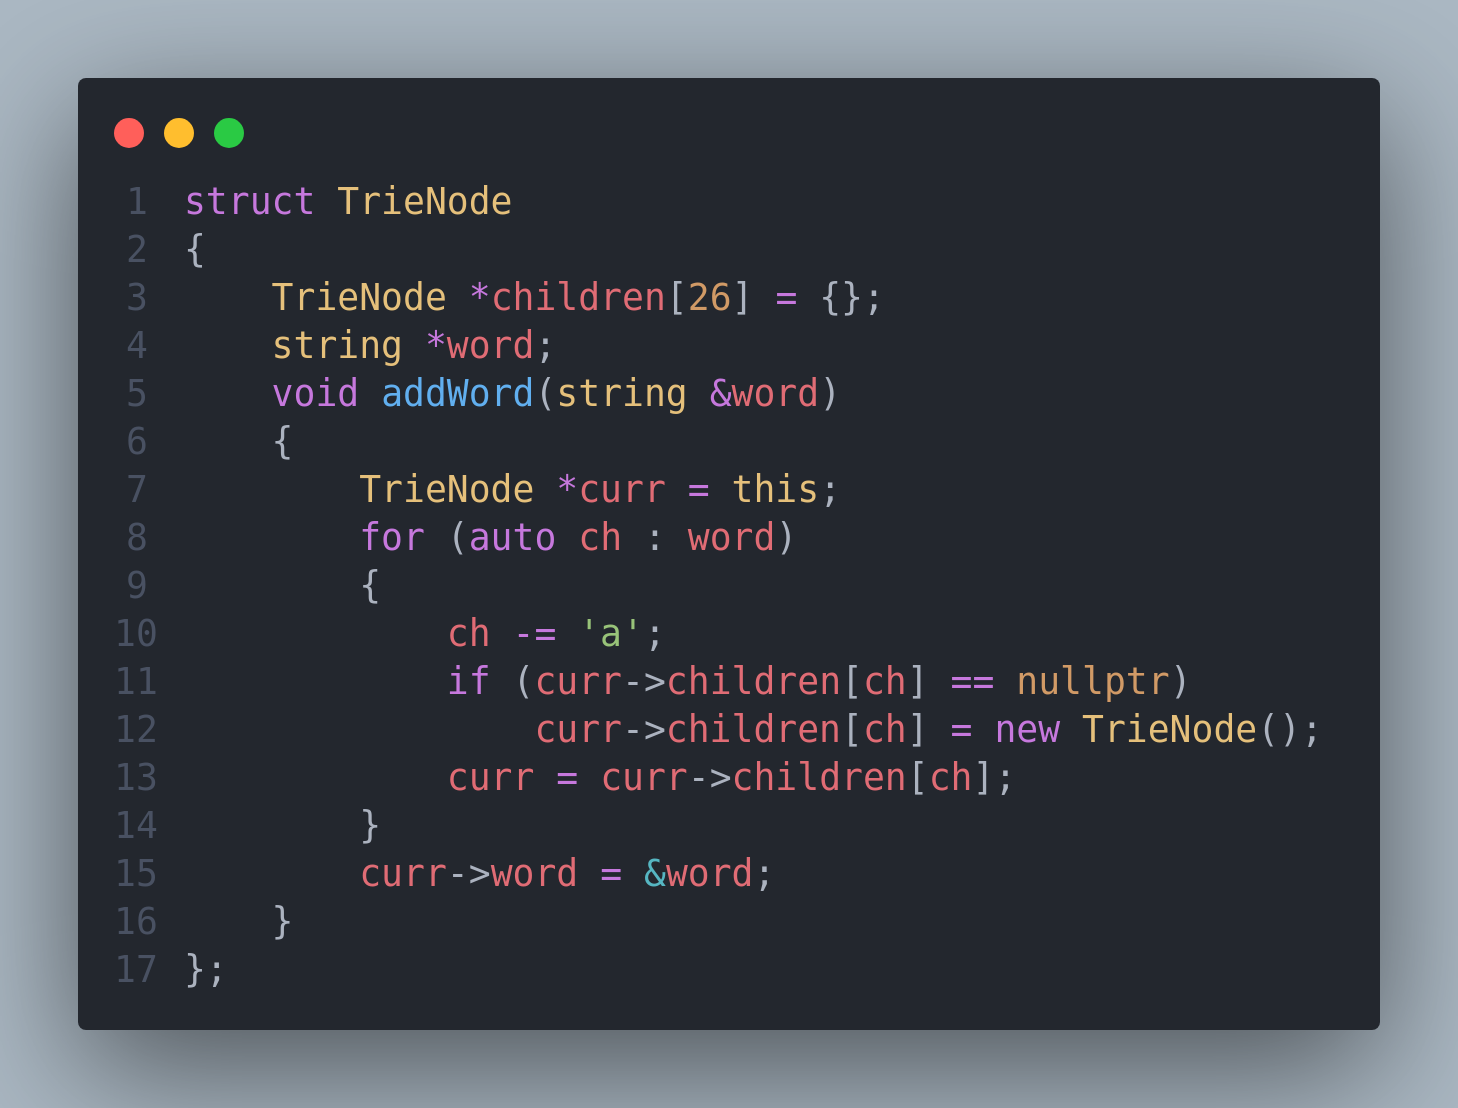 1 struct TrieNode
2 {
3     TrieNode *children[26] = {};
4     string *word;
5     void addWord(string &word)
6     {
7         TrieNode *curr = this;
8         for (auto ch : word)
9         {
10             ch -= 'a';
11             if (curr->children[ch] == nullptr)
12                 curr->children[ch] = new TrieNode();
13             curr = curr->children[ch];
14         }
15         curr->word = &word;
16     }
17 };